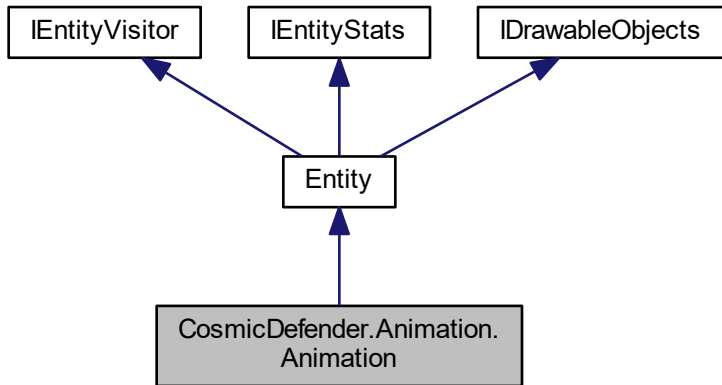 IEntityVisitor
IEntityStats
IDrawableObjects
Entity
CosmicDefender.Animation.
Animation